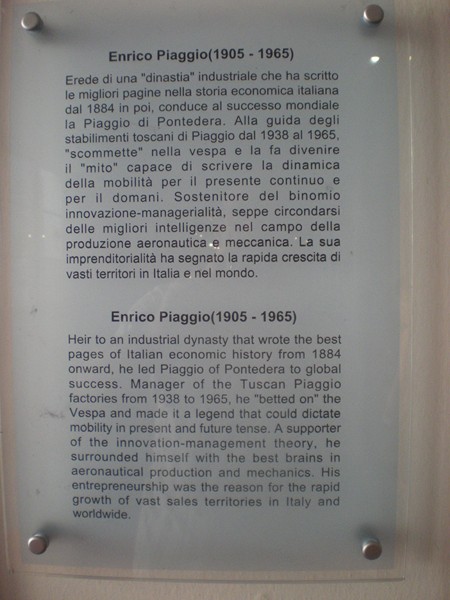 Enrico Piaggio(1905 - 1965)
Erede di una "dinastia" industriale che ha scritto
le migliori pagine nella storia economica italiana
dal 1884 in poi, conduce al successo mondiale
la Piaggio di Pontedera. Alla guida degli
stabilimenti toscani di Piaggio dal 1938 al 1965,
"scommette" nella vespa e la fa divenire
il "mito" capace di scrivere la dinamica
della mobilità per il presente continuo e
per il domani. Sostenitore del binomio
innovazione-managerialità, seppe circondarsi
delle migliori intelligenze nel campo della
produzione aeronautica e meccanica. La sua
imprenditorialità ha segnato la rapida crescita di
vasti territori in Italia e nel mondo.
Enrico Piaggio(1905 - 1965)
Heir to an industrial dynasty that wrote the best
pages of Italian economic history from 1884
onward, he led Piaggio of Pontedera to global
success. Manager of the Tuscan Piaggio
factories from 1938 to 1965, he "betted on" the
Vespa and made it a legend that could dictate
mobility in present and future tense. A supporter
of the innovation-management theory, he
surrounded himself with the best brains in
aeronautical production and mechanics. His
entrepreneurship was the reason for the rapid
growth of vast sales territories in Italy and
worldwide.